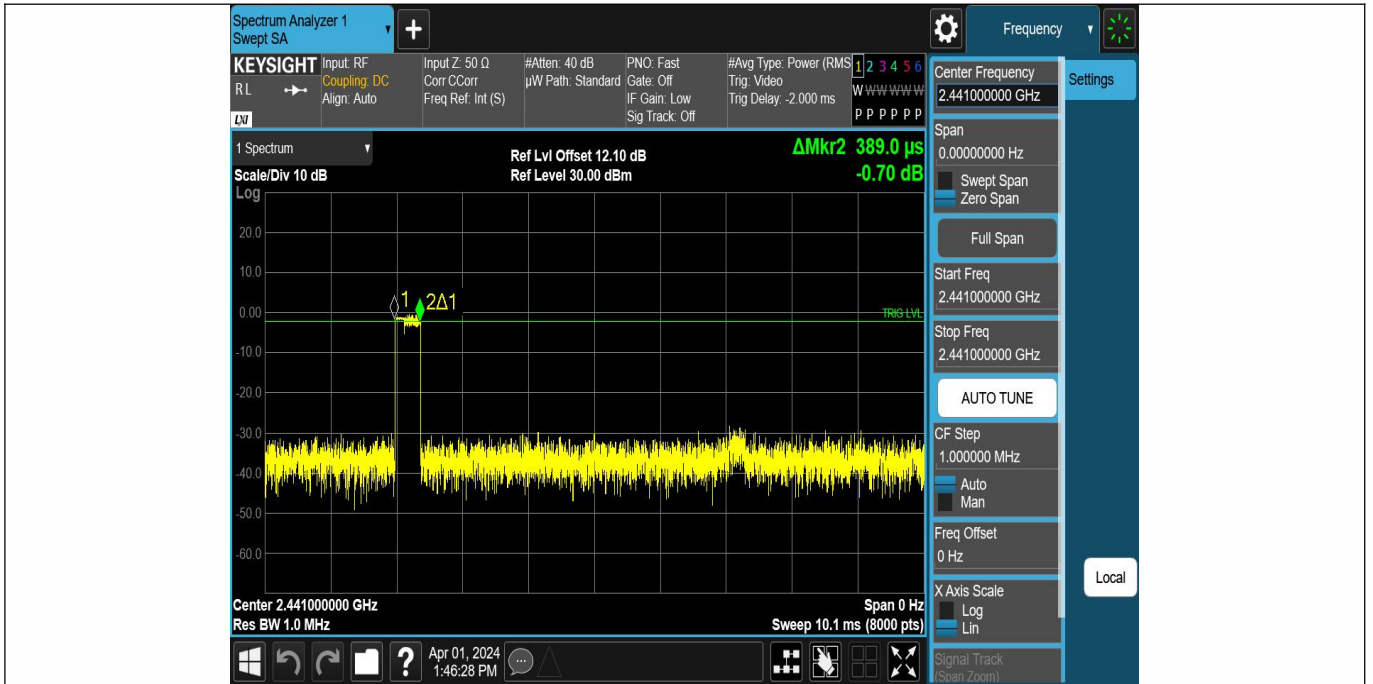 Spectrum Analyzer 1
Swept SA
+
Frequency
KEYSIGHT
R L
LXI
Input: RF
Coupling: DC
Align: Auto
Input Z: 50 Ω
Corr CCorr
Freq Ref: Int (S)
#Atten: 40 dB
µW Path: Standard
PNO: Fast
Gate: Off
IF Gain: Low
Sig Track: Off
#Avg Type: Power (RMS
Trig: Video
Trig Delay: -2.000 ms
1 2 3 4 5 6
W W W W W W
P P P P P P
1 Spectrum
Scale/Div 10 dB
Log
Ref Lvl Offset 12.10 dB
Ref Level 30.00 dBm
ΔMkr2 389.0 µs
-0.70 dB
20.0
10.0
0.00
-10.0
-20.0
-30.0
-40.0
-50.0
-60.0
1
2Δ1
TRIG LVL
Center 2.441000000 GHz
Res BW 1.0 MHz
Span 0 Hz
Sweep 10.1 ms (8000 pts)
Apr 01, 2024
1:46:28 PM
?
Center Frequency
2.441000000 GHz
Settings
Span
0.00000000 Hz
Swept Span
Zero Span
Full Span
Start Freq
2.441000000 GHz
Stop Freq
2.441000000 GHz
AUTO TUNE
CF Step
1.000000 MHz
Auto
Man
Freq Offset
0 Hz
X Axis Scale
Log
Lin
Local
Signal Track
(Span Zoom)